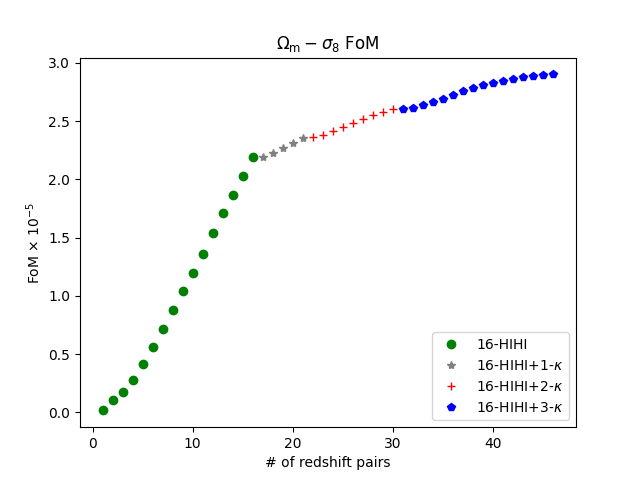 Ωm − σ8 FoM
3.0
2.5
2.0
1.5
1.0
0.5
0.0
FoM × 10⁻⁵
0 10 20 30 40
# of redshift pairs
16-HIHI
16-HIHI+1-κ
16-HIHI+2-κ
16-HIHI+3-κ